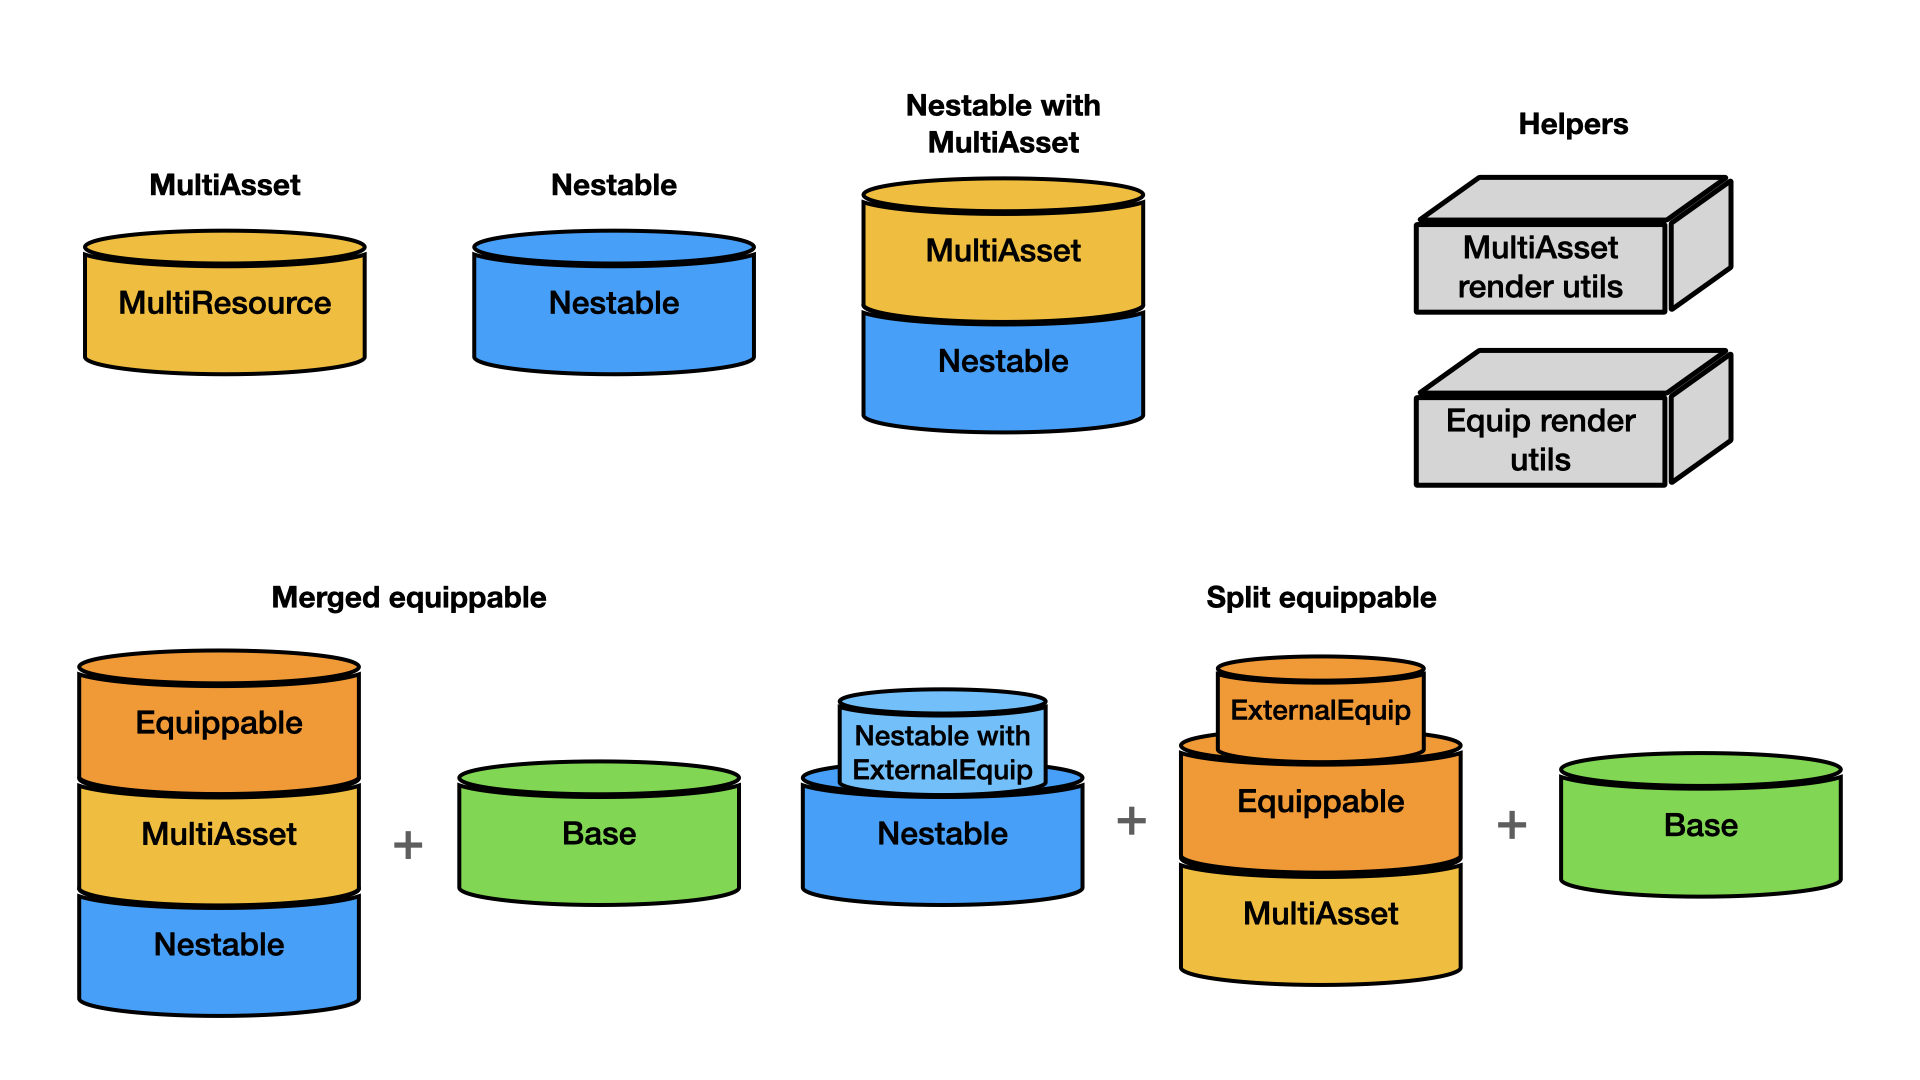 MultiAsset
MultiResource
Nestable
Nestable
Nestable with
MultiAsset
MultiAsset
Nestable
Helpers
MultiAsset
render utils
Equip render
utils
Merged equippable
Equippable
MultiAsset
Nestable
+
Base
Split equippable
Nestable with
ExternalEquip
Nestable
+
ExternalEquip
Equippable
MultiAsset
+
Base